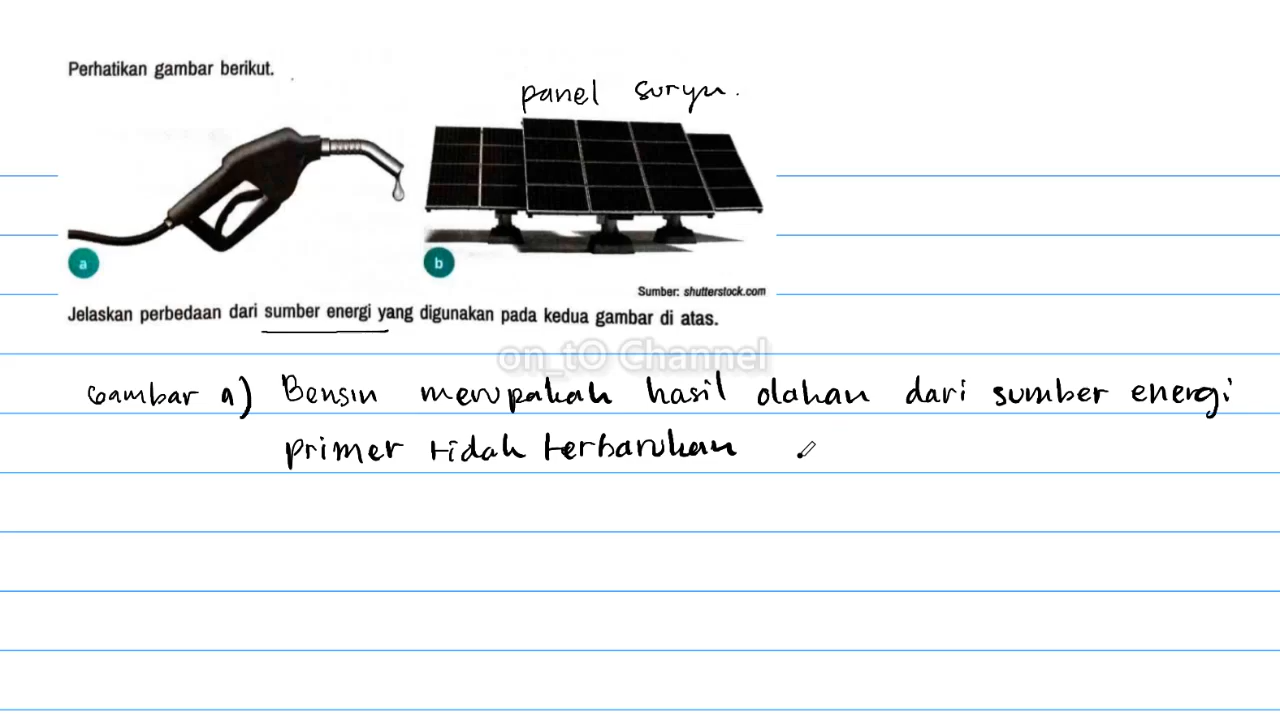 Perhatikan gambar berikut.
panel surya.
a
b
Sumber: shutterstock.com
Jelaskan perbedaan dari sumber energi yang digunakan pada kedua gambar di atas.
on_tO Channel
Gambar a) Bensin merupakah hasil olahan dari sumber energi
primer tidak terbarukan